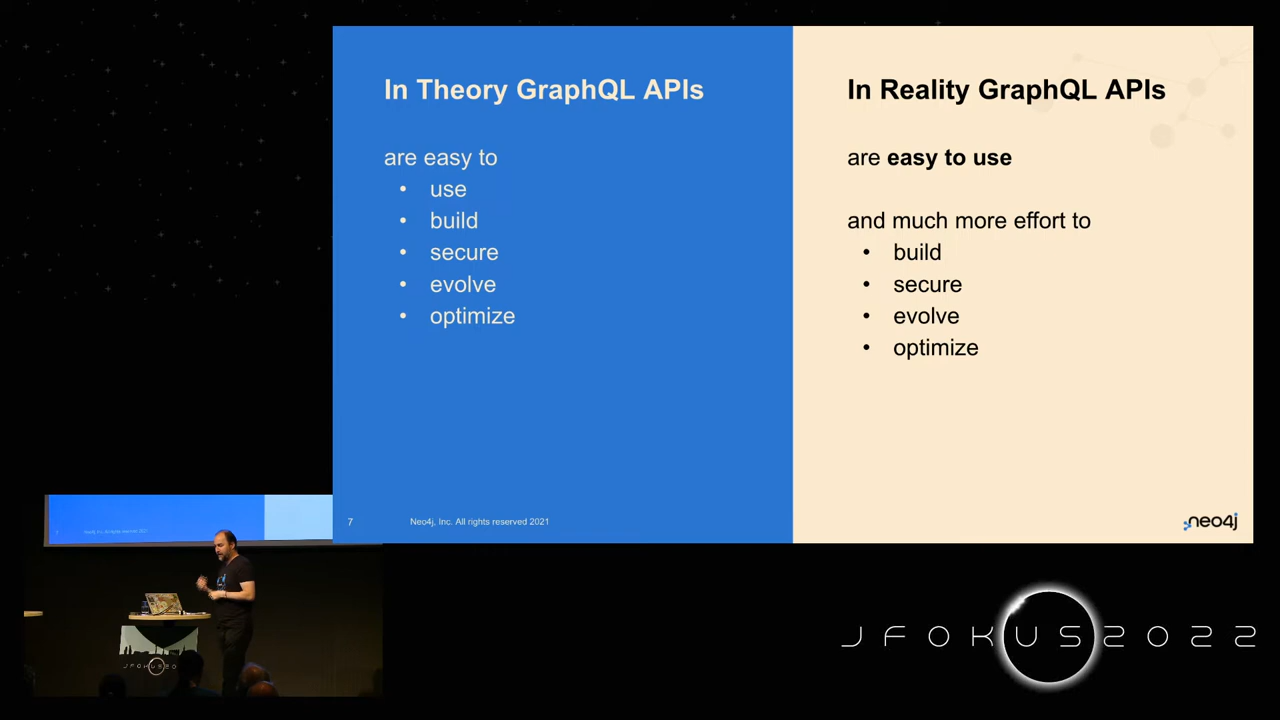 In Theory GraphQL APIs
are easy to
• use
• build
• secure
• evolve
• optimize
7
Neo4j, Inc. All rights reserved 2021
In Reality GraphQL APIs
are easy to use
and much more effort to
• build
• secure
• evolve
• optimize
neo4j
JFOKUS
JFOKUS2022